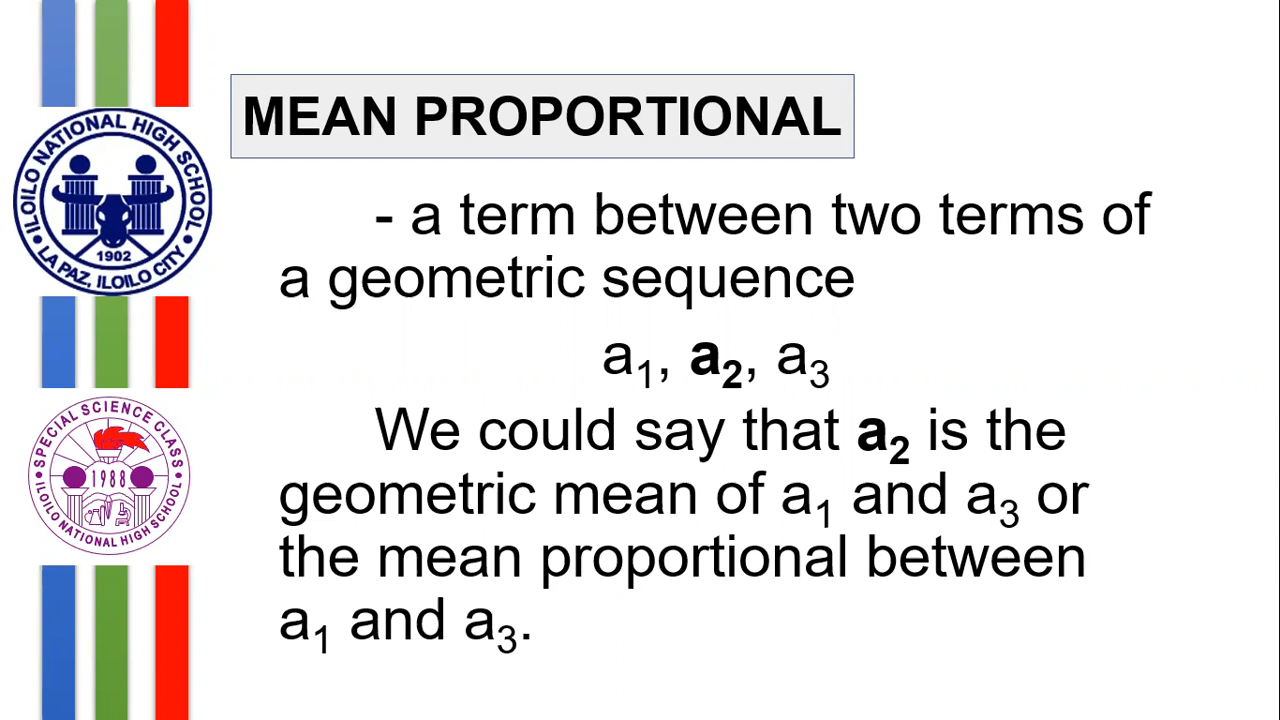 MEAN PROPORTIONAL
- a term between two terms of
a geometric sequence
a₁, a₂, a₃
We could say that a₂ is the
geometric mean of a₁ and a₃ or
the mean proportional between
a₁ and a₃.
ILOILO NATIONAL HIGH SCHOOL
1902
LA PAZ, ILOILO CITY
SPECIAL SCIENCE CLASS
1988
ILOILO NATIONAL HIGH SCHOOL